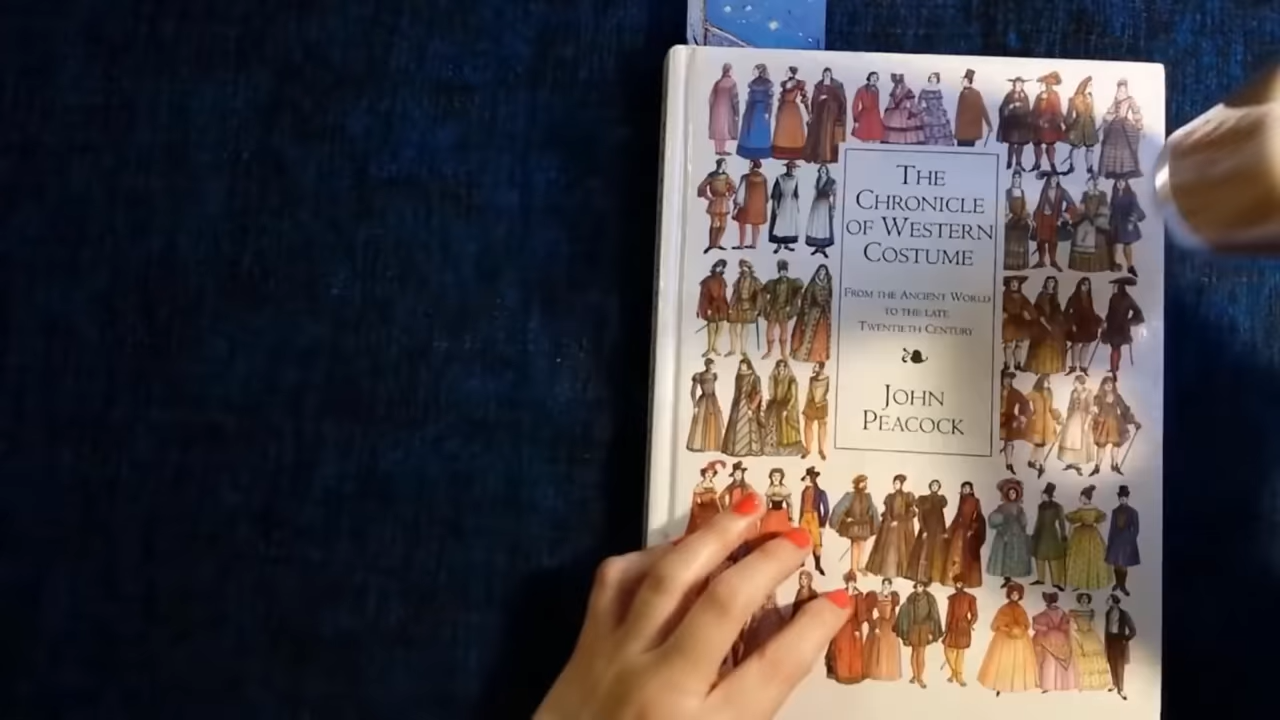 THE
CHRONICLE
OF WESTERN
COSTUME
FROM THE ANCIENT WORLD
TO THE LATE
TWENTIETH CENTURY
JOHN
PEACOCK